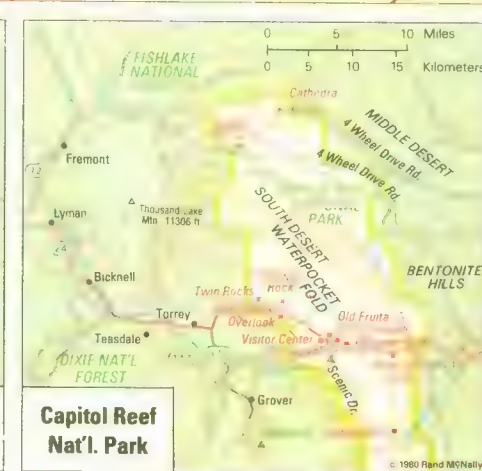 0 5 10 Miles
0 5 10 15 Kilometers
FISHLAKE
NATIONAL
Cathedra
MIDDLE DESERT
4 Wheel Drive Rd.
4 Wheel Drive Rd.
Fremont
Lyman
Thousand Lake
Mtn 11306 ft
SOUTH DESERT
WATERPOCKET
FOLD
PARK
BENTONITE
HILLS
Bicknell
Twin Rocks
Rock
Torrey
Overlook
Old Fruita
Visitor Center
Teasdale
DIXIE NAT'L
FOREST
Scenic Dr.
Grover
Capitol Reef
Nat'l. Park
c 1980 Rand McNally